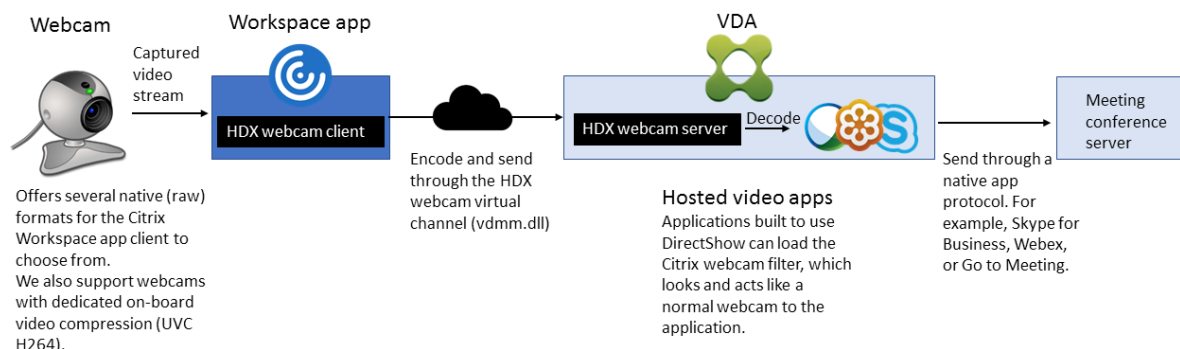 Webcam
Workspace app
VDA
Captured
video
stream
HDX webcam client
HDX webcam server
Decode
Meeting
conference
server
Offers several native (raw)
formats for the Citrix
Workspace app client to
choose from.
We also support webcams
with dedicated on-board
video compression (UVC
H264).
Encode and send
through the HDX
webcam virtual
channel (vdmm.dll)
Hosted video apps
Applications built to use
DirectShow can load the
Citrix webcam filter, which
looks and acts like a
normal webcam to the
application.
Send through a
native app
protocol. For
example, Skype for
Business, Webex,
or Go to Meeting.
S